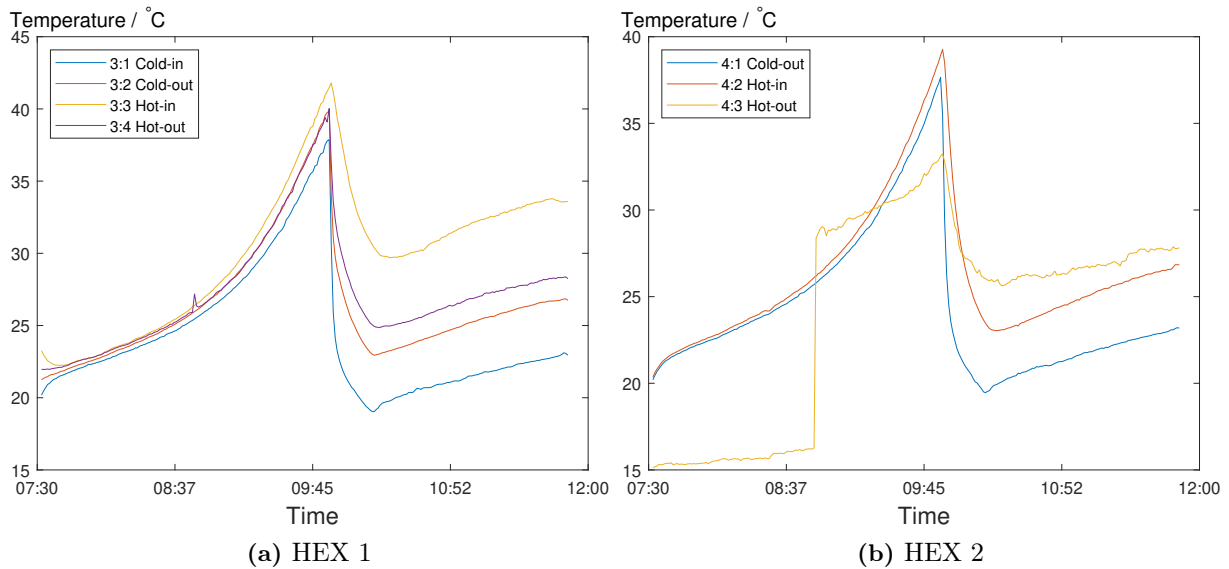 Temperature / °C
45
40
35
30
25
20
15
3:1 Cold-in
3:2 Cold-out
3:3 Hot-in
3:4 Hot-out
07:30 08:37 09:45 10:52 12:00
Time
(a) HEX 1
Temperature / °C
40
35
30
25
20
15
4:1 Cold-out
4:2 Hot-in
4:3 Hot-out
07:30 08:37 09:45 10:52 12:00
Time
(b) HEX 2